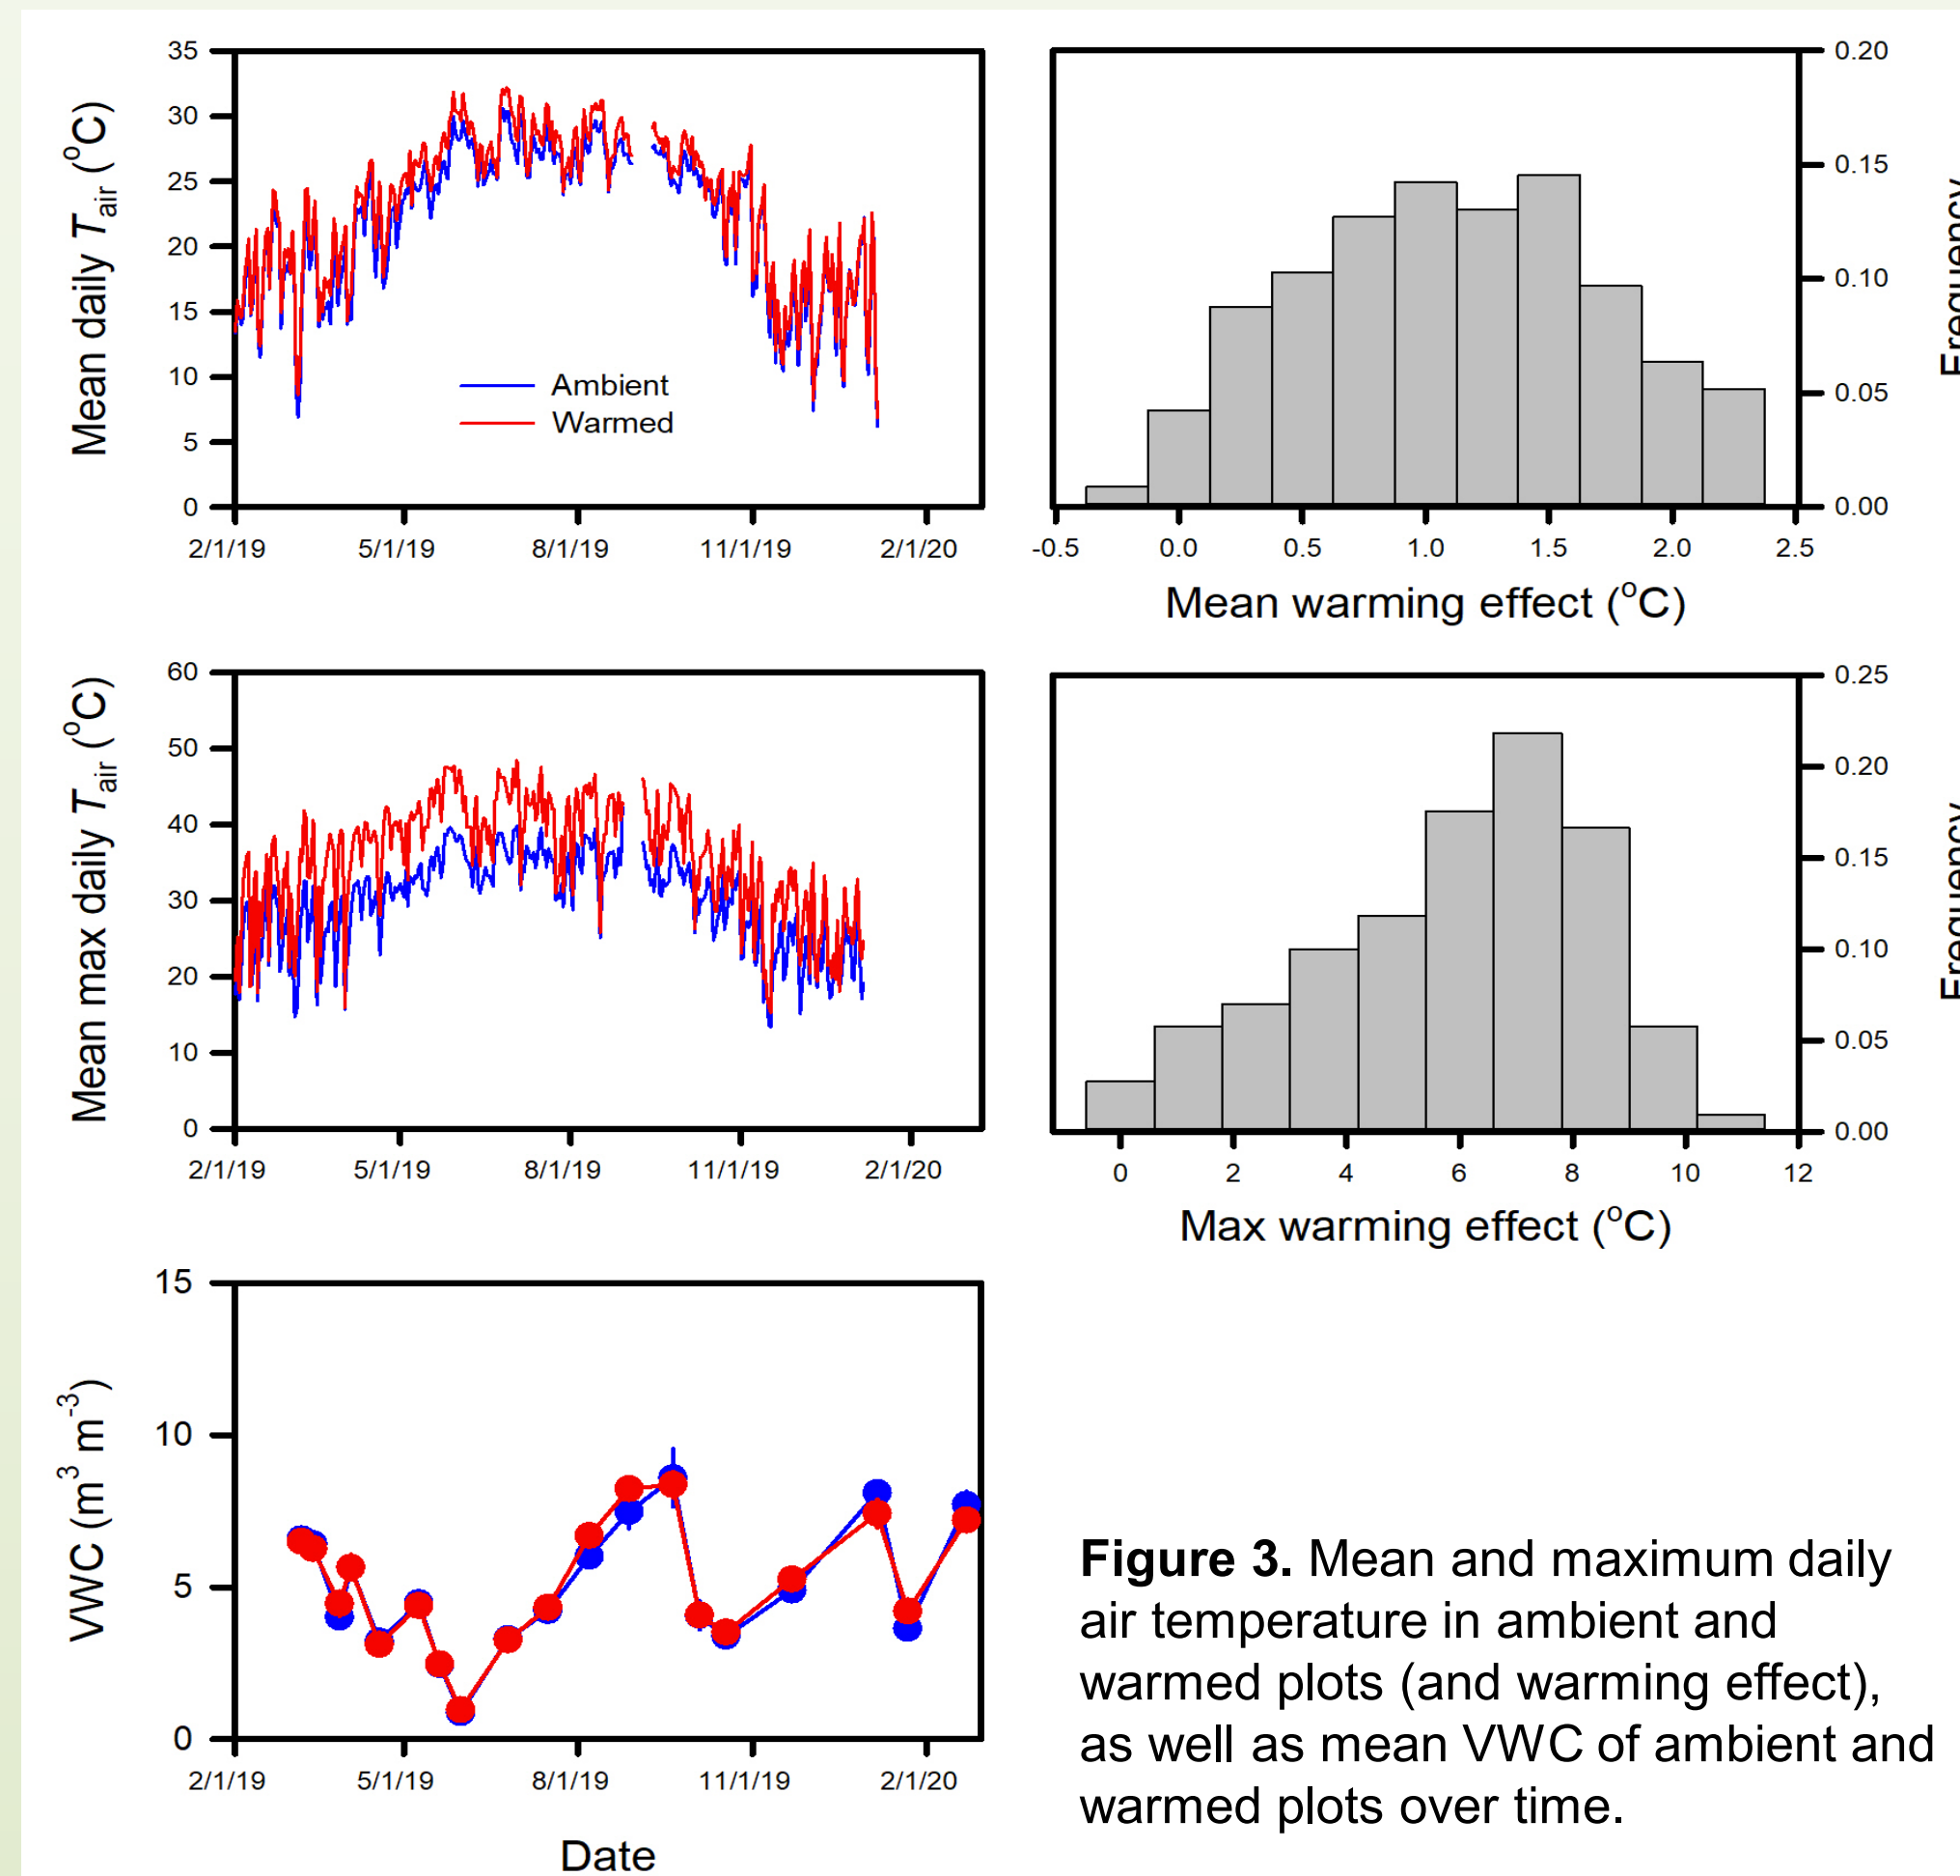 35
30
25
20
15
10
5
0
Mean daily Tair (°C)
Ambient
Warmed
2/1/19 5/1/19 8/1/19 11/1/19 2/1/20
0.20
0.15
0.10
0.05
0.00
Frequency
-0.5 0.0 0.5 1.0 1.5 2.0 2.5
Mean warming effect (°C)
60
50
40
30
20
10
0
Mean max daily Tair (°C)
2/1/19 5/1/19 8/1/19 11/1/19 2/1/20
0.25
0.20
0.15
0.10
0.05
0.00
Frequency
0 2 4 6 8 10 12
Max warming effect (°C)
15
10
5
0
VWC (m³ m⁻³)
2/1/19 5/1/19 8/1/19 11/1/19 2/1/20
Date
Figure 3. Mean and maximum daily
air temperature in ambient and
warmed plots (and warming effect),
as well as mean VWC of ambient and
warmed plots over time.